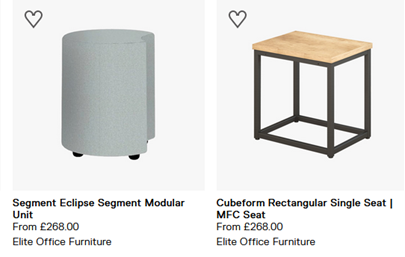 Segment Eclipse Segment Modular
Unit
From £268.00
Elite Office Furniture
Cubeform Rectangular Single Seat |
MFC Seat
From £268.00
Elite Office Furniture